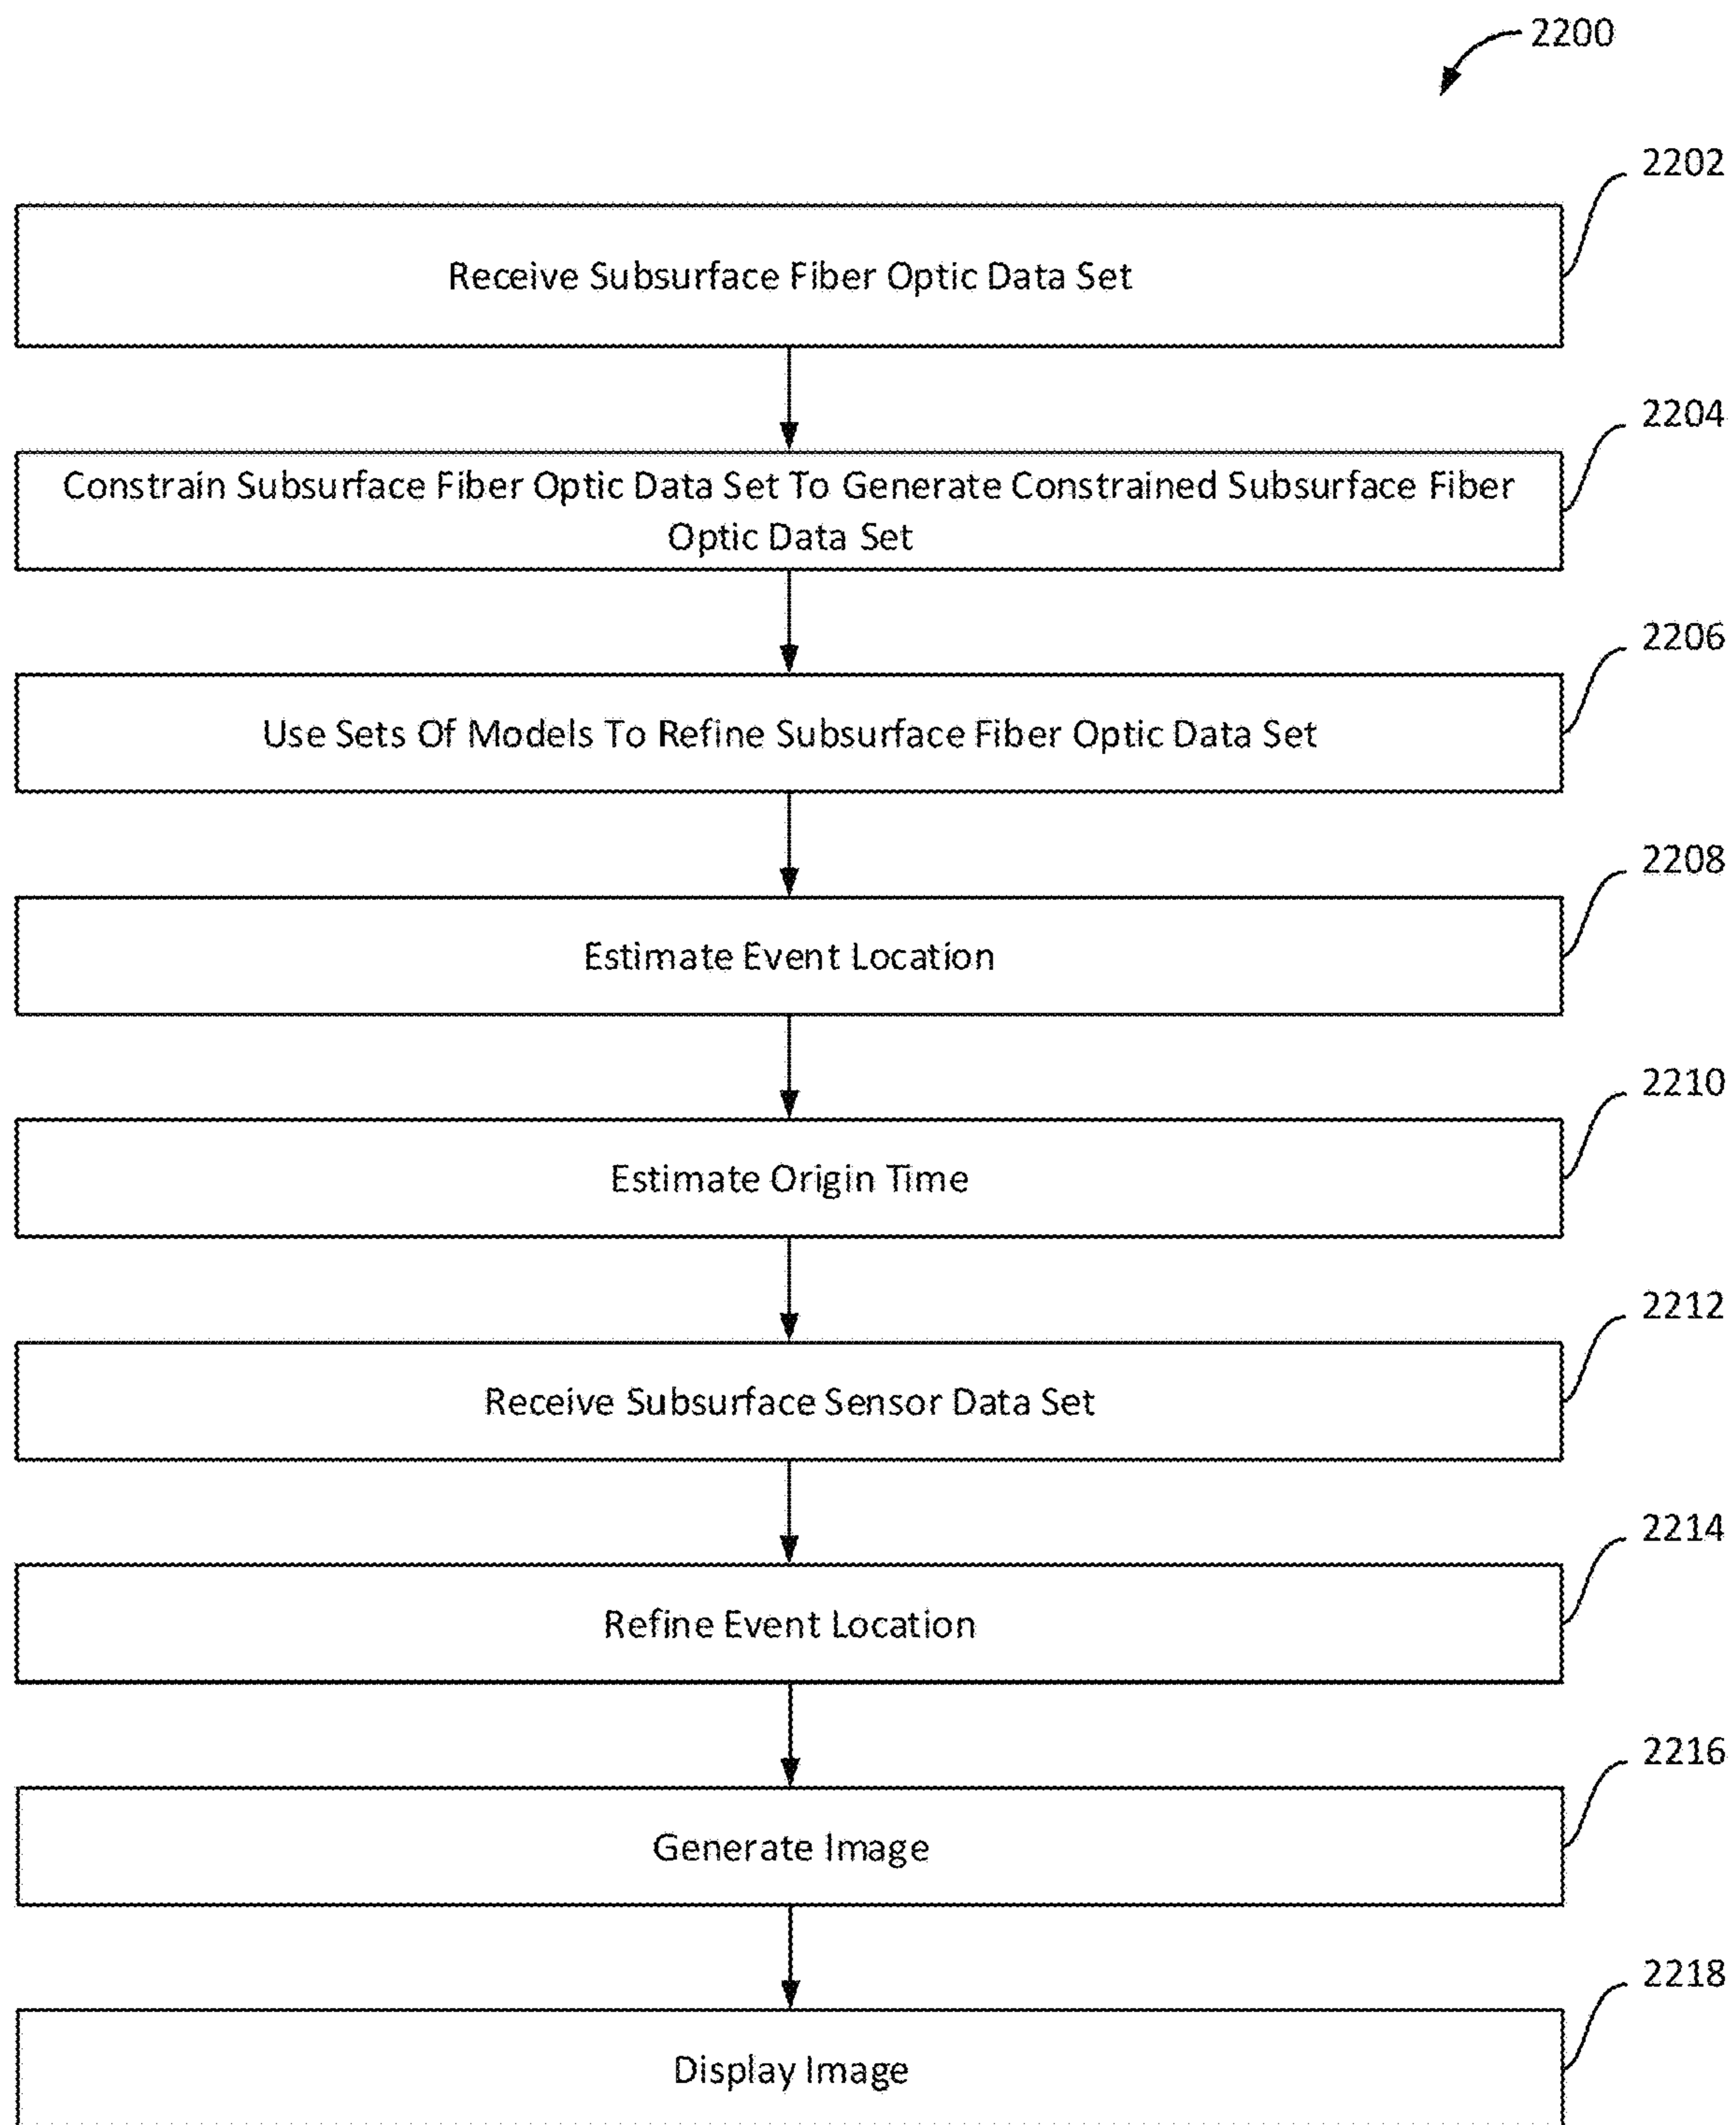 2200
2202
Receive Subsurface Fiber Optic Data Set
2204
Constrain Subsurface Fiber Optic Data Set To Generate Constrained Subsurface Fiber
Optic Data Set
2206
Use Sets Of Models To Refine Subsurface Fiber Optic Data Set
2208
Estimate Event Location
2210
Estimate Origin Time
2212
Receive Subsurface Sensor Data Set
2214
Refine Event Location
2216
Generate Image
2218
Display Image